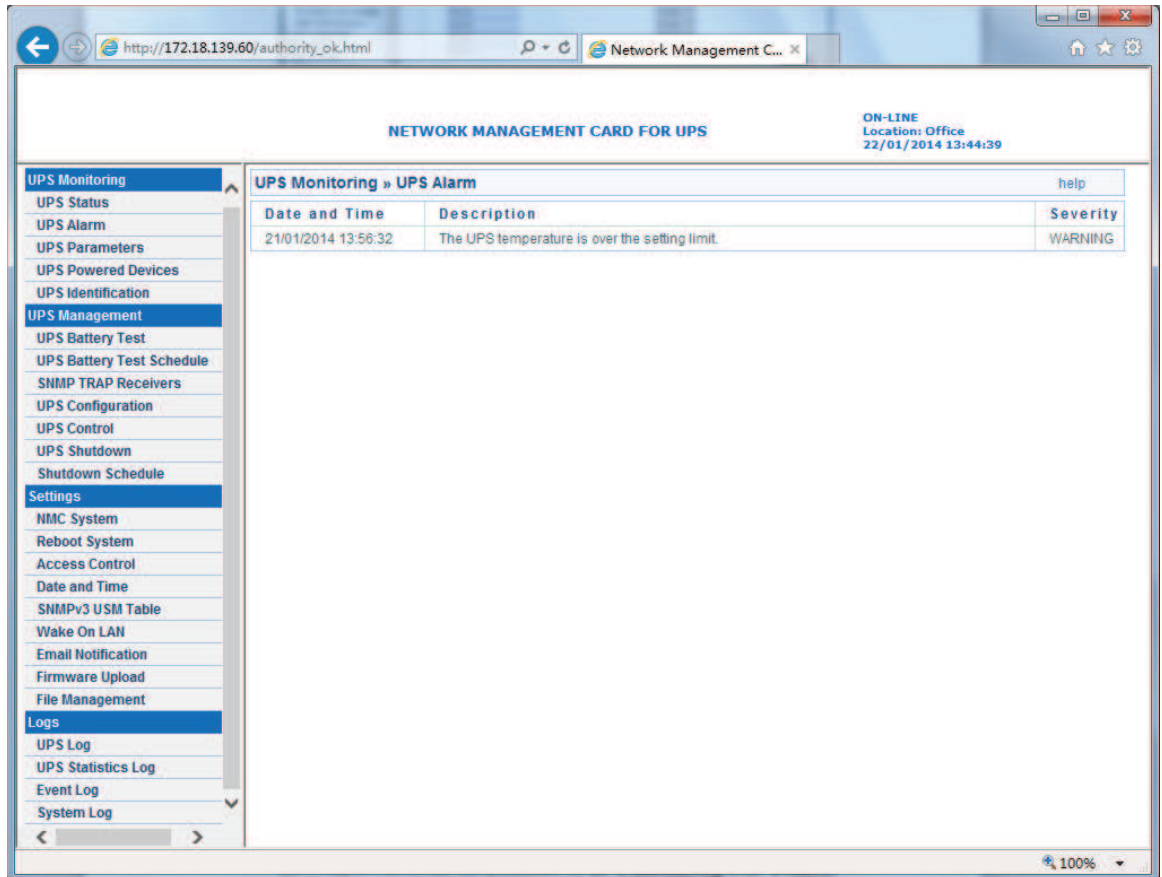 http://172.18.139.60/authority_ok.html
Network Management C...
NETWORK MANAGEMENT CARD FOR UPS
ON-LINE
Location: Office
22/01/2014 13:44:39
UPS Monitoring
UPS Status
UPS Alarm
UPS Parameters
UPS Powered Devices
UPS Identification
UPS Management
UPS Battery Test
UPS Battery Test Schedule
SNMP TRAP Receivers
UPS Configuration
UPS Control
UPS Shutdown
Shutdown Schedule
Settings
NMC System
Reboot System
Access Control
Date and Time
SNMPv3 USM Table
Wake On LAN
Email Notification
Firmware Upload
File Management
Logs
UPS Log
UPS Statistics Log
Event Log
System Log
UPS Monitoring » UPS Alarm help
Date and Time Description Severity
21/01/2014 13:56:32 The UPS temperature is over the setting limit. WARNING
100%